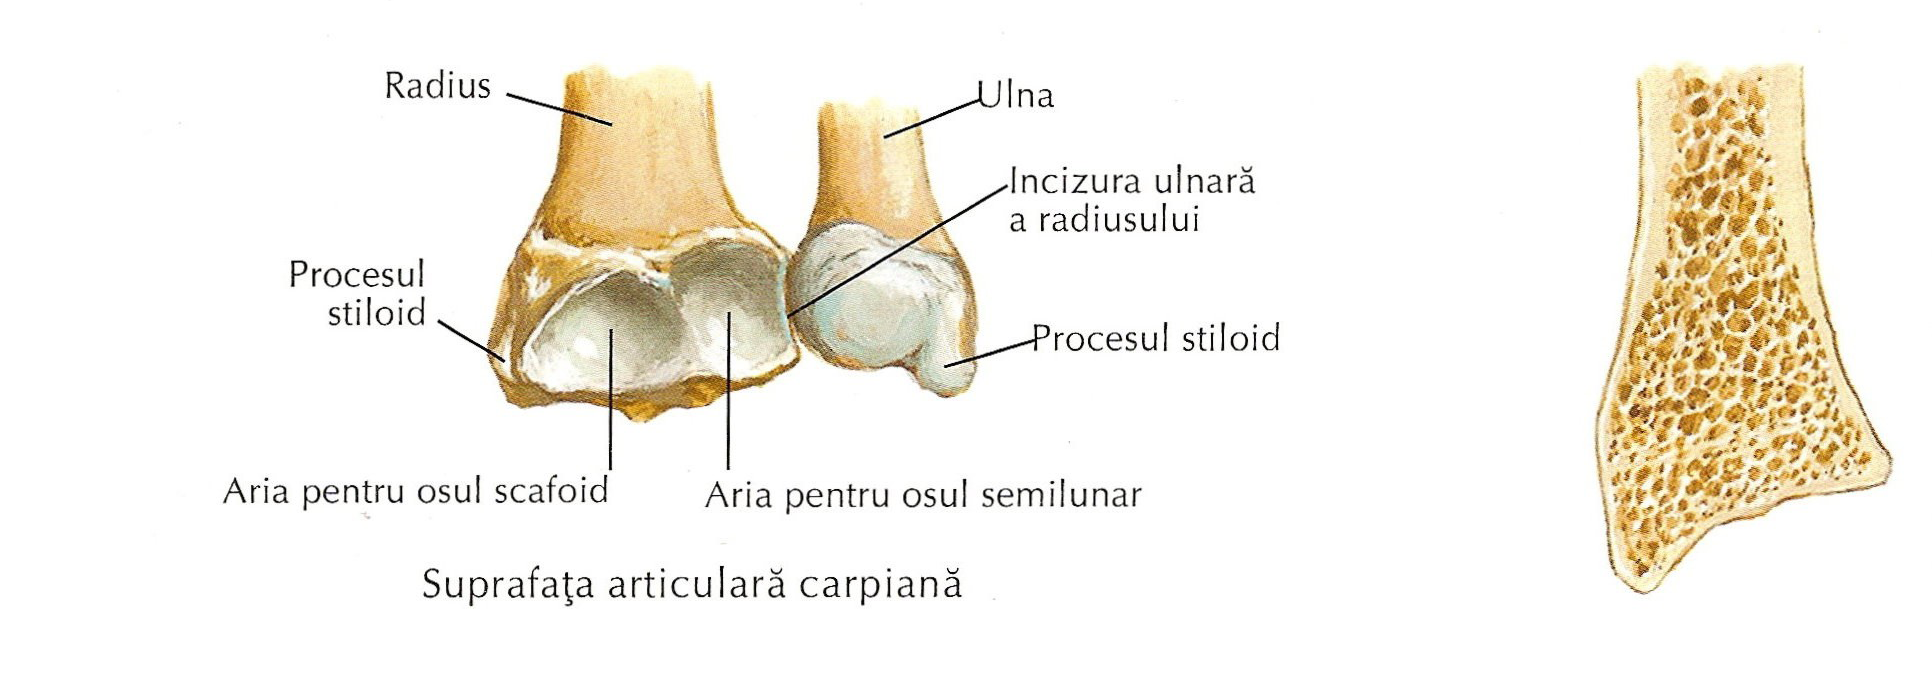 Radius
Ulna
Incizura ulnară
a radiusului
Procesul
stiloid
Procesul stiloid
Aria pentru osul scafoid
Aria pentru osul semilunar
Suprafaţa articulară carpiană